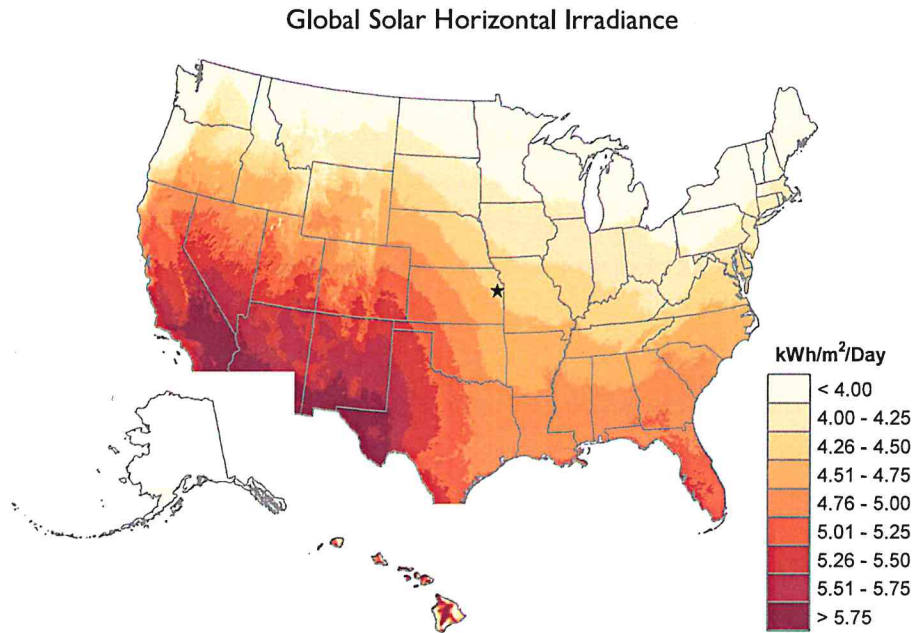 Global Solar Horizontal Irradiance
kWh/m²/Day
< 4.00
4.00 - 4.25
4.26 - 4.50
4.51 - 4.75
4.76 - 5.00
5.01 - 5.25
5.26 - 5.50
5.51 - 5.75
> 5.75